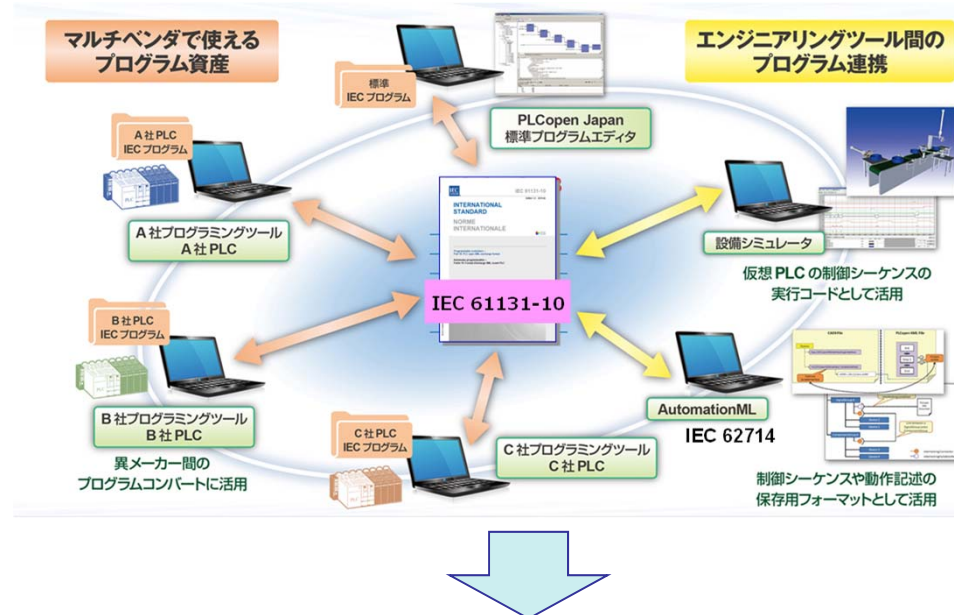 マルチベンダで使える
プログラム資産
エンジニアリングツール間の
プログラム連携
標準
IEC プログラム
PLCopen Japan
標準プログラムエディタ
A 社 PLC
IEC プログラム
A 社プログラミングツール
A 社 PLC
IEC
IEC 61131-10
INTERNATIONAL
STANDARD
NORME
INTERNATIONALE
IEC 61131-10
設備シミュレータ
仮想 PLC の制御シーケンスの
実行コードとして活用
B 社 PLC
IEC プログラム
B 社プログラミングツール
B 社 PLC
異メーカー間の
プログラムコンバートに活用
C 社 PLC
IEC プログラム
C 社プログラミングツール
C 社 PLC
AutomationML
IEC 62714
制御シーケンスや動作記述の
保存用フォーマットとして活用